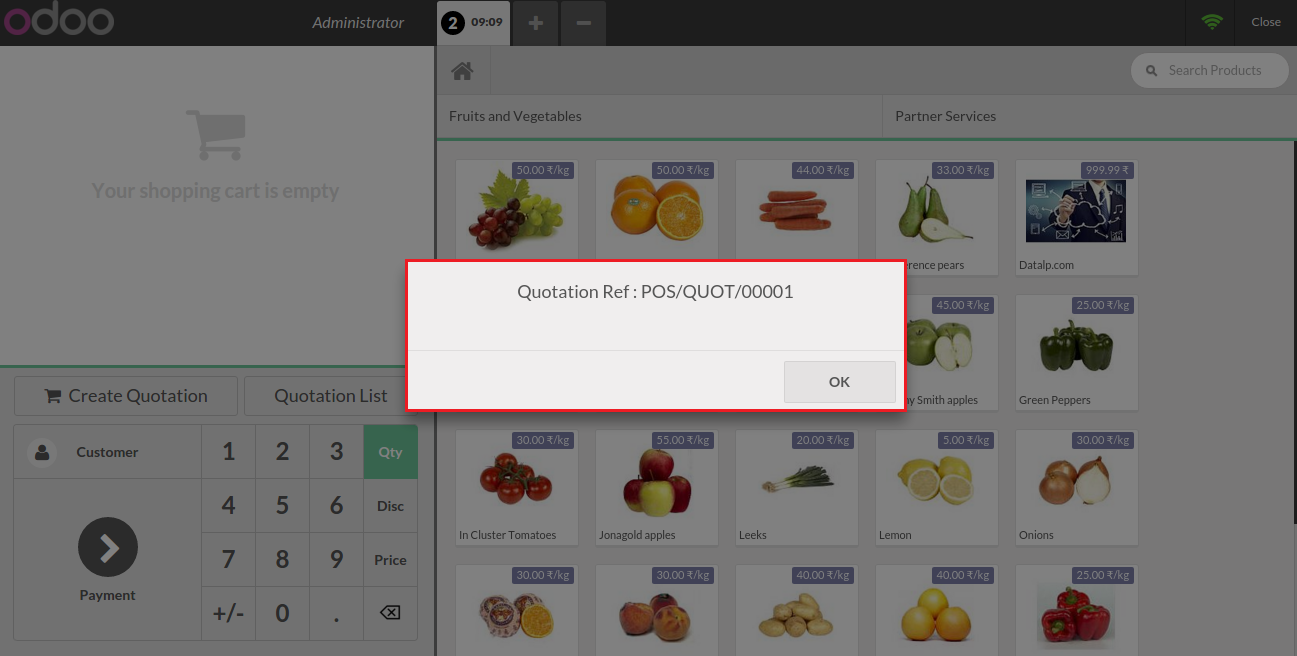 odoo
Administrator
2 09:09
Close
Search Products
Your shopping cart is empty
Fruits and Vegetables
Partner Services
50.00 ₹/kg
50.00 ₹/kg
44.00 ₹/kg
33.00 ₹/kg
999.99 ₹
rence pears
Datalp.com
Quotation Ref : POS/QUOT/00001
OK
45.00 ₹/kg
25.00 ₹/kg
y Smith apples
Green Peppers
Create Quotation
Quotation List
Customer
1 2 3 Qty
4 5 6 Disc
7 8 9 Price
+/- 0 .
Payment
30.00 ₹/kg
55.00 ₹/kg
20.00 ₹/kg
5.00 ₹/kg
30.00 ₹/kg
In Cluster Tomatoes
Jonagold apples
Leeks
Lemon
Onions
30.00 ₹/kg
30.00 ₹/kg
40.00 ₹/kg
40.00 ₹/kg
25.00 ₹/kg